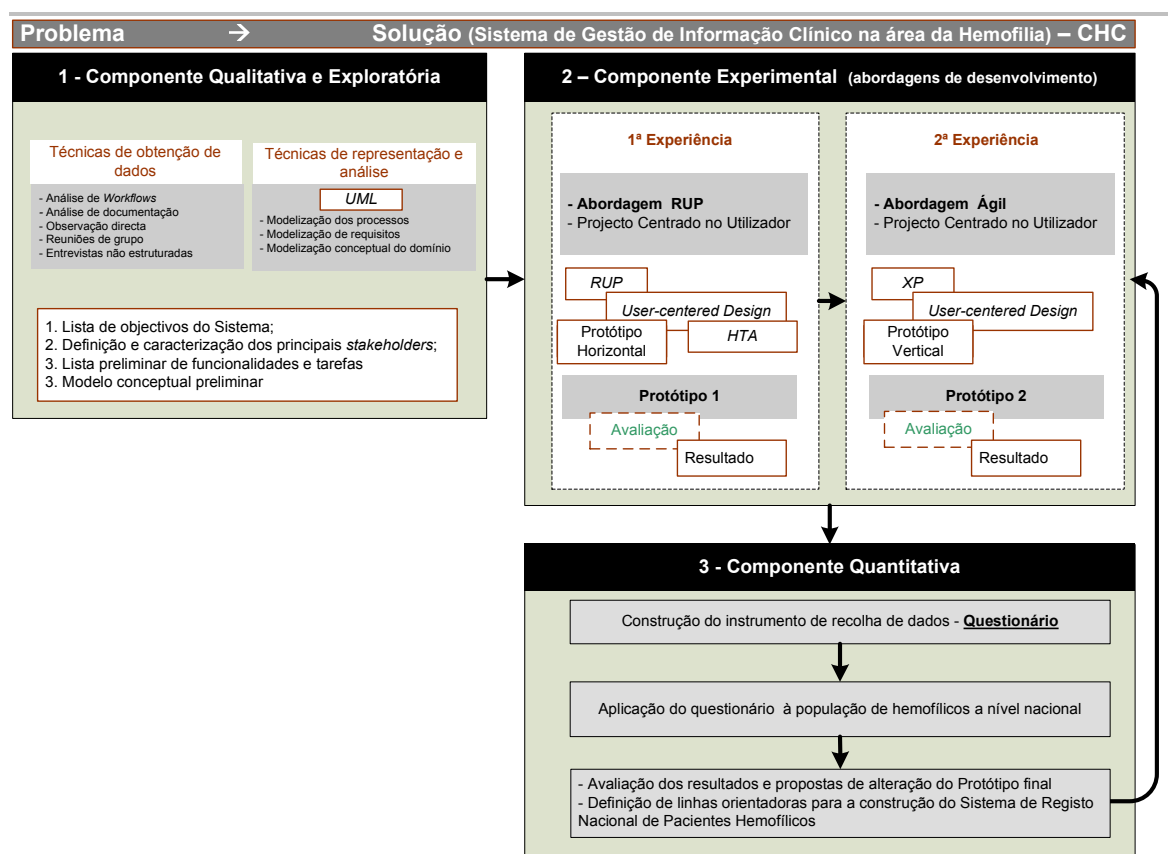 Problema → Solução (Sistema de Gestão de Informação Clínico na área da Hemofilia) – CHC
1 - Componente Qualitativa e Exploratória
Técnicas de obtenção de
dados
- Análise de Workflows
- Análise de documentação
- Observação directa
- Reuniões de grupo
- Entrevistas não estruturadas
Técnicas de representação e
análise
UML
- Modelização dos processos
- Modelização de requisitos
- Modelização conceptual do domínio
1. Lista de objectivos do Sistema;
2. Definição e caracterização dos principais stakeholders;
3. Lista preliminar de funcionalidades e tarefas
3. Modelo conceptual preliminar
2 – Componente Experimental (abordagens de desenvolvimento)
1ª Experiência
- Abordagem RUP
- Projecto Centrado no Utilizador
RUP
User-centered Design
Protótipo
Horizontal
HTA
Protótipo 1
Avaliação
Resultado
2ª Experiência
- Abordagem Ágil
- Projecto Centrado no Utilizador
XP
User-centered Design
Protótipo
Vertical
Protótipo 2
Avaliação
Resultado
3 - Componente Quantitativa
Construção do instrumento de recolha de dados - Questionário
Aplicação do questionário à população de hemofílicos a nível nacional
- Avaliação dos resultados e propostas de alteração do Protótipo final
- Definição de linhas orientadoras para a construção do Sistema de Registo
Nacional de Pacientes Hemofílicos